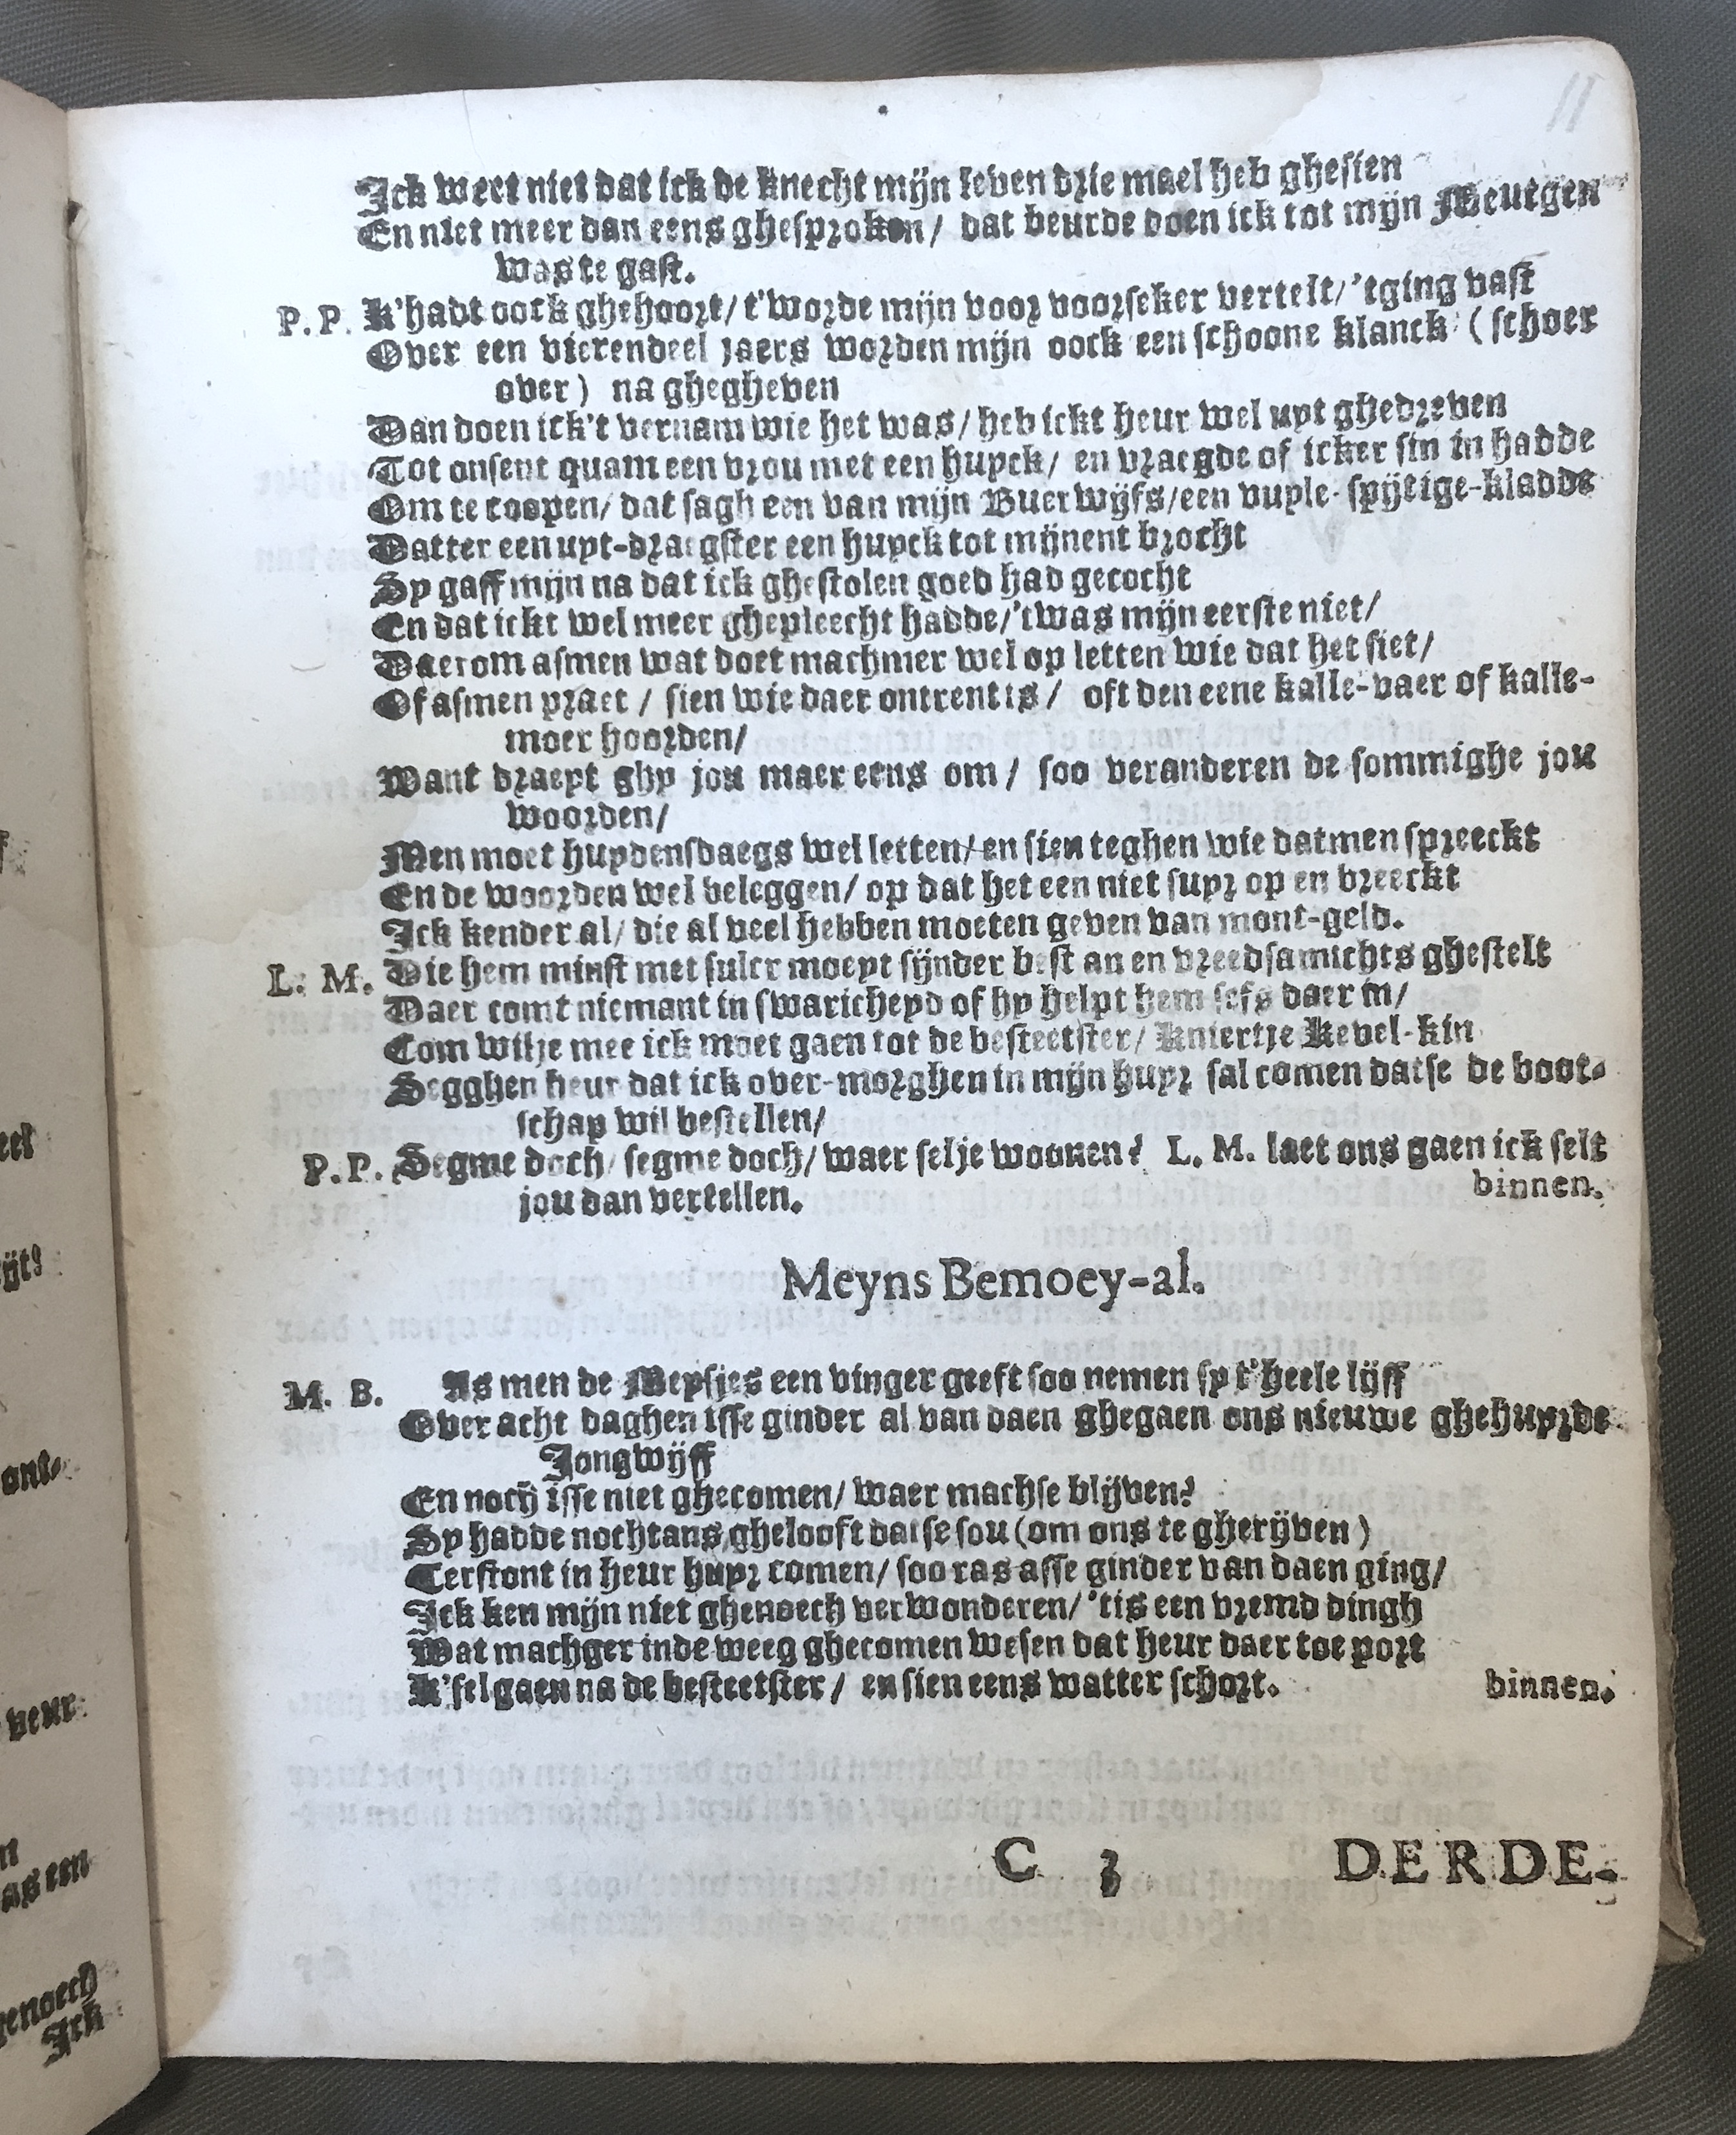 11
Ick weet niet dat ick de knecht mijn leven drie mael heb ghesien
En niet meer dan eens ghesproken/ dat beurde doen ick tot mijn Meutgen
was te gast.
P. P. K'hadt oock ghehoort/ t'worde mijn voor voorseker vertelt/ 'tging vast
Over een vierendeel jaers worden mijn oock een schoone klanck (schoer
over) na ghegheven
Dan doen ick't vernam wie het was/ heb ickt heur wel uyt ghedreven
Tot onsent quam een vrou met een huyck/ en vraegde of icker sin in hadde
Om te coopen/ dat sagh een van mijn Buerwijfs/ een vuyle-spijtige-kladde
Datter een uyt-draegster een huyck tot mijnent brocht
Sy gaff mijn na dat ick ghestolen goed had gecocht
En dat ickt wel meer ghepleecht hadde/ 'twas mijn eerste niet/
Daerom asmen wat doet machmer wel op letten wie dat het siet/
Of asmen praet / sien wie daer ontrent is / oft den eene kalle-vaer of kalle-
moer hoorden/
Want draeyt ghy jou maer eens om / soo veranderen de sommighe jou
woorden/
Men moet huydensdaegs wel letten/ en sien teghen wie datmen spreeckt
En de woorden wel beleggen/ op dat het een niet suyr op en breeckt
Ick kender al/ die al veel hebben moeten geven van mont-geld.
L. M. Die hem minst met sulcx moeyt sijnder best an en vreedsamichts ghestelt
Daer comt niemant in swaricheyd of hy helpt hem sefs daer in/
Com wilje mee ick moet gaen tot de besteetster/ Kniertje Kevel-kin
Segghen heur dat ick over-morghen in mijn huyr sal comen datse de boot-
schap wil bestellen/
P. P. Segme doch/ segme doch/ waer selje woonen? L. M. laet ons gaen ick selt
jou dan vertellen.
binnen.
Meyns Bemoey-al.
M. B. As men de Meysjes een vinger geeft soo nemen sy t'heele lijff
Over acht daghen isse ginder al van daen ghegaen ons nieuwe ghehuyrde
Jongwijff
En noch isse niet ghecomen/ waer machse blijven?
Sy hadde nochtans ghelooft datse sou (om ons te gherijven)
Terstont in heur huyr comen/ soo ras asse ginder van daen ging/
Ick ken mijn niet ghenoech verwonderen/ 'tis een vremd dingh
Wat machger inde weeg ghecomen wesen dat heur daer toe port
K'sel gaen na de besteetster / en sien eens watter schort. binnen.
C 3 DERDE-